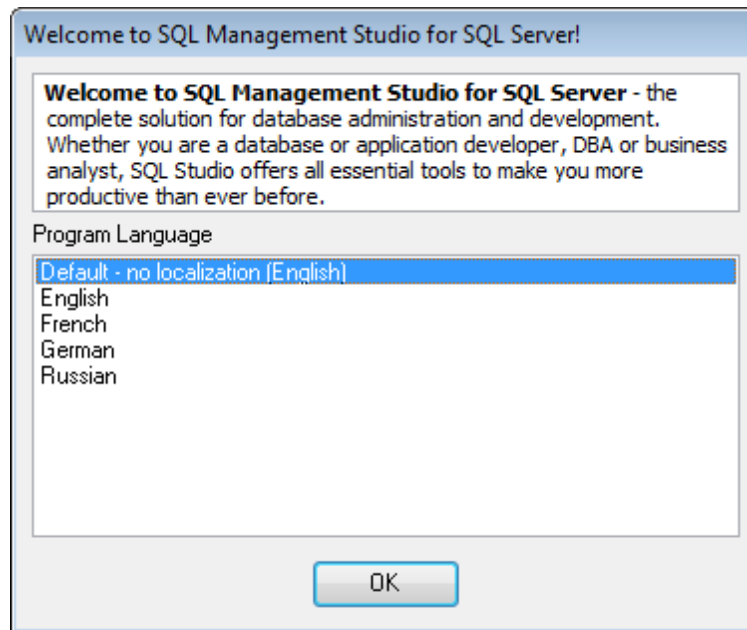 Welcome to SQL Management Studio for SQL Server!
Welcome to SQL Management Studio for SQL Server - the
complete solution for database administration and development.
Whether you are a database or application developer, DBA or business
analyst, SQL Studio offers all essential tools to make you more
productive than ever before.
Program Language
Default - no localization (English)
English
French
German
Russian
OK